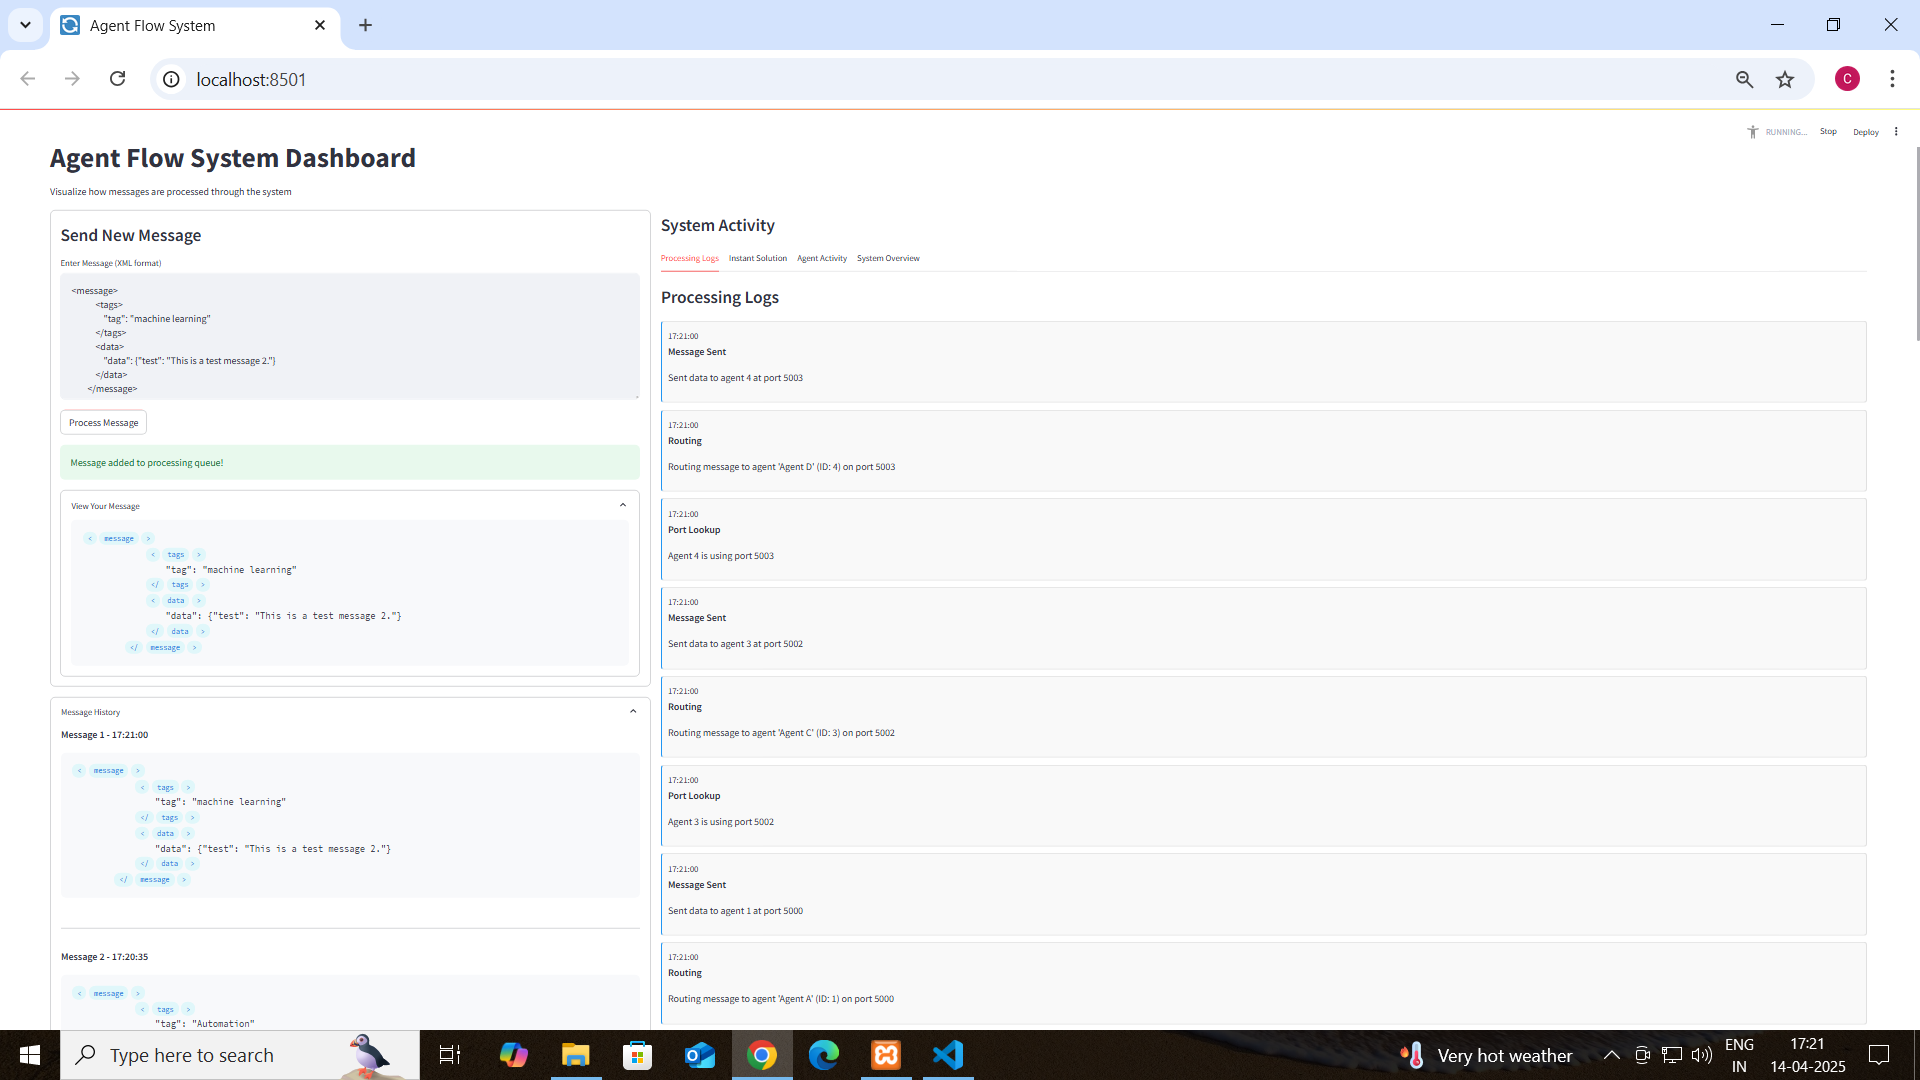 Agent Flow System
localhost:8501
C
RUNNING...
Stop
Deploy
Agent Flow System Dashboard
Visualize how messages are processed through the system
Send New Message
Enter Message (XML format)
<message>
<tags>
"tag": "machine learning"
</tags>
<data>
"data": {"test": "This is a test message 2."}
</data>
</message>
Process Message
Message added to processing queue!
View Your Message
< message >
< tags >
"tag": "machine learning"
</ tags >
< data >
"data": {"test": "This is a test message 2."}
</ data >
</ message >
Message History
Message 1 - 17:21:00
< message >
< tags >
"tag": "machine learning"
</ tags >
< data >
"data": {"test": "This is a test message 2."}
</ data >
</ message >
Message 2 - 17:20:35
< message >
< tags >
"tag": "Automation"
System Activity
Processing Logs Instant Solution Agent Activity System Overview
Processing Logs
17:21:00
Message Sent
Sent data to agent 4 at port 5003
17:21:00
Routing
Routing message to agent 'Agent D' (ID: 4) on port 5003
17:21:00
Port Lookup
Agent 4 is using port 5003
17:21:00
Message Sent
Sent data to agent 3 at port 5002
17:21:00
Routing
Routing message to agent 'Agent C' (ID: 3) on port 5002
17:21:00
Port Lookup
Agent 3 is using port 5002
17:21:00
Message Sent
Sent data to agent 1 at port 5000
17:21:00
Routing
Routing message to agent 'Agent A' (ID: 1) on port 5000
Type here to search
Very hot weather
ENG
IN
17:21
14-04-2025